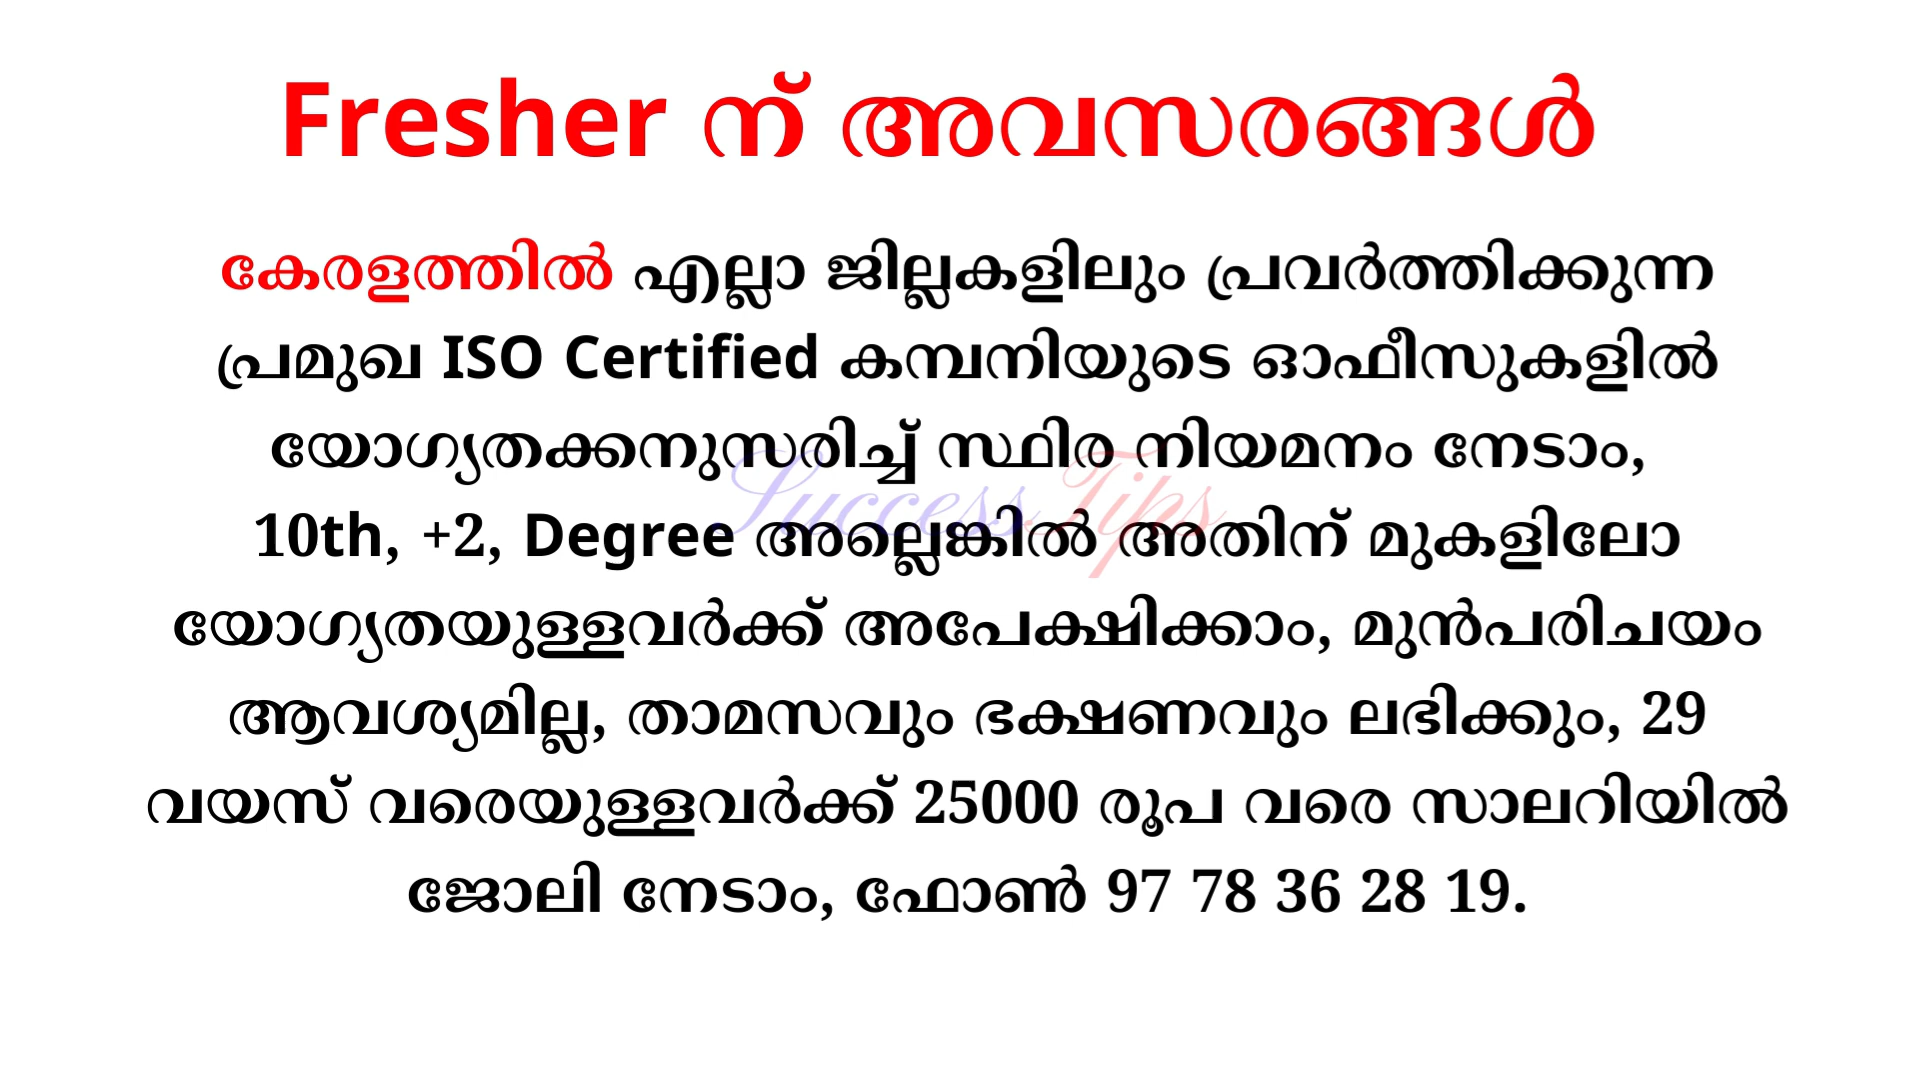 Fresher ന് അവസരങ്ങൾ
കേരളത്തിൽ എല്ലാ ജില്ലകളിലും പ്രവർത്തിക്കുന്ന
പ്രമുഖ ISO Certified കമ്പനിയുടെ ഓഫീസുകളിൽ
യോഗ്യതക്കനുസരിച്ച് സ്ഥിര നിയമനം നേടാം,
Success Tips
10th, +2, Degree അല്ലെങ്കിൽ അതിന് മുകളിലോ
യോഗ്യതയുള്ളവർക്ക് അപേക്ഷിക്കാം, മുൻപരിചയം
ആവശ്യമില്ല, താമസവും ഭക്ഷണവും ലഭിക്കും, 29
വയസ് വരെയുള്ളവർക്ക് 25000 രൂപ വരെ സാലറിയിൽ
ജോലി നേടാം, ഫോൺ 97 78 36 28 19.